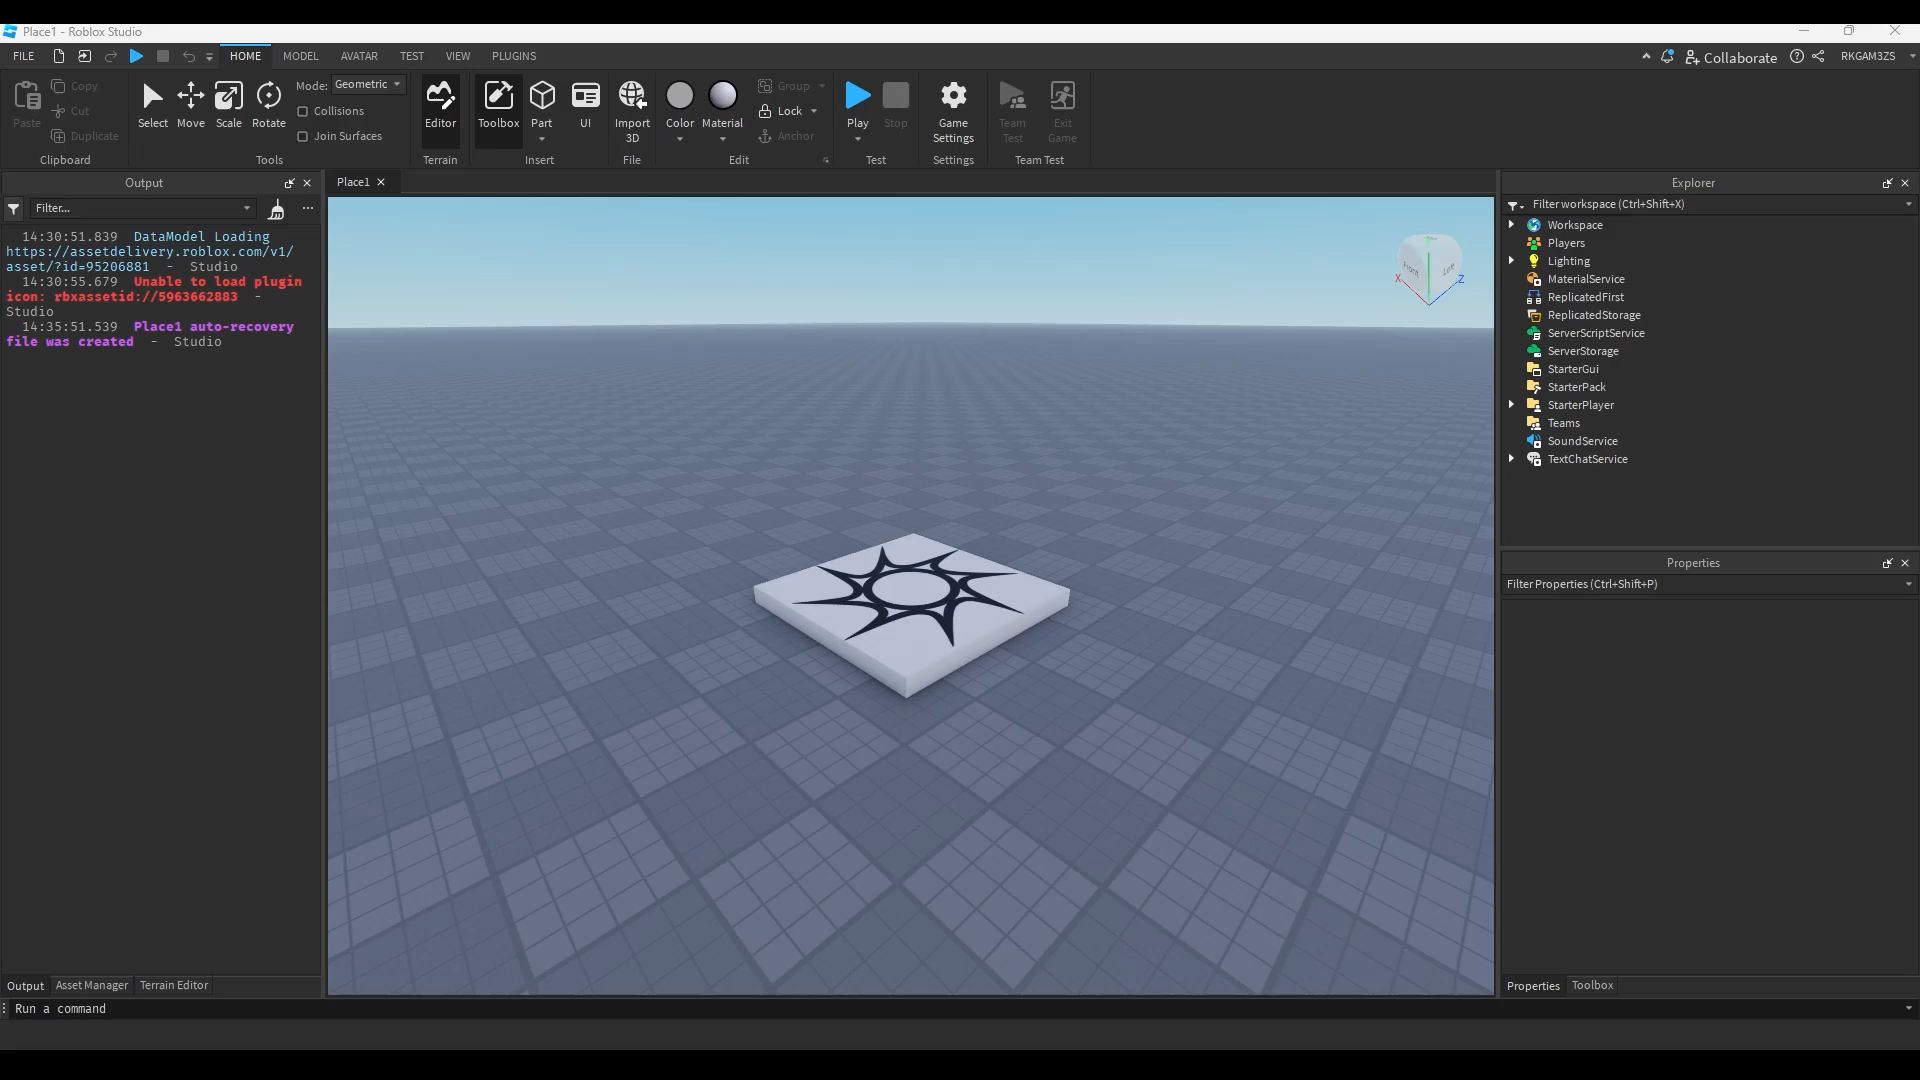 Place1 - Roblox Studio
FILE HOME MODEL AVATAR TEST VIEW PLUGINS Collaborate RKGAM3ZS
Paste
Copy
Cut
Duplicate
Clipboard
Select Move Scale Rotate
Mode: Geometric
Collisions
Join Surfaces
Tools
Editor
Terrain
Toolbox Part UI
Insert
Import
3D
File
Color Material
Group
Lock
Anchor
Edit
Play Stop
Test
Game
Settings
Settings
Team
Test
Exit
Game
Team Test
Output
Filter...
14:30:51.839 DataModel Loading
https://assetdelivery.roblox.com/v1/
asset/?id=95206881 - Studio
14:30:55.679 Unable to load plugin
icon: rbxassetid://5963662883 -
Studio
14:35:51.539 Place1 auto-recovery
file was created - Studio
Place1
Front
Left
X
Z
Explorer
Filter workspace (Ctrl+Shift+X)
Workspace
Players
Lighting
MaterialService
ReplicatedFirst
ReplicatedStorage
ServerScriptService
ServerStorage
StarterGui
StarterPack
StarterPlayer
Teams
SoundService
TextChatService
Properties
Filter Properties (Ctrl+Shift+P)
Output Asset Manager Terrain Editor
Properties Toolbox
Run a command